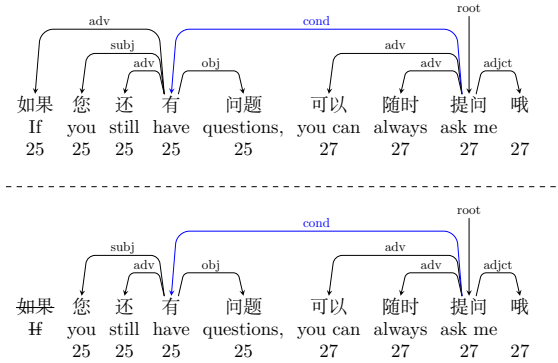 root
adv cond
subj adv
adv obj adv adjct
如果 您 还 有 问题 可以 随时 提问 哦
If you still have questions, you can always ask me
25 25 25 25 25 27 27 27 27
root
cond
subj adv
adv obj adv adjct
如果 您 还 有 问题 可以 随时 提问 哦
If you still have questions, you can always ask me
25 25 25 25 27 27 27 27